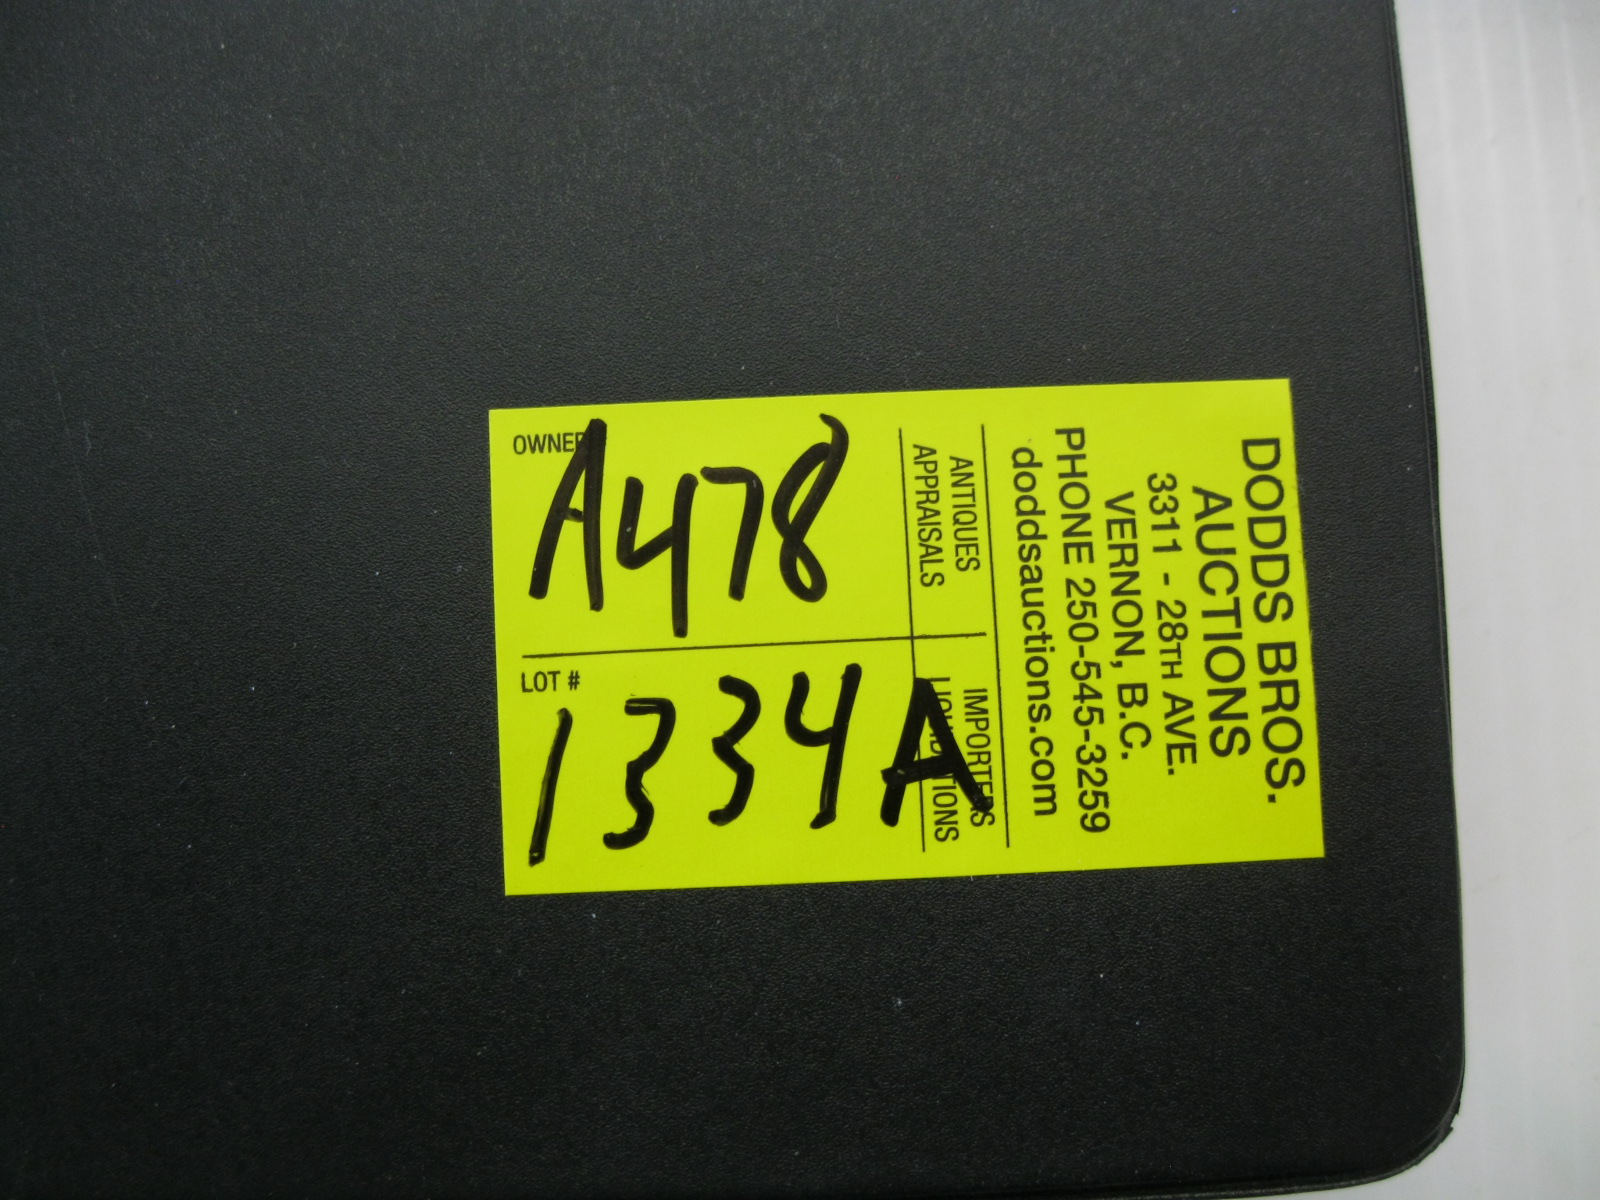 DODDS BROS.
AUCTIONS
3311 - 28TH AVE.
VERNON, B.C.
PHONE 250-545-3259
doddsauctions.com
ANTIQUES IMPORTERS
APPRAISALS LIQUIDATIONS
OWNER
A478
LOT #
1334A